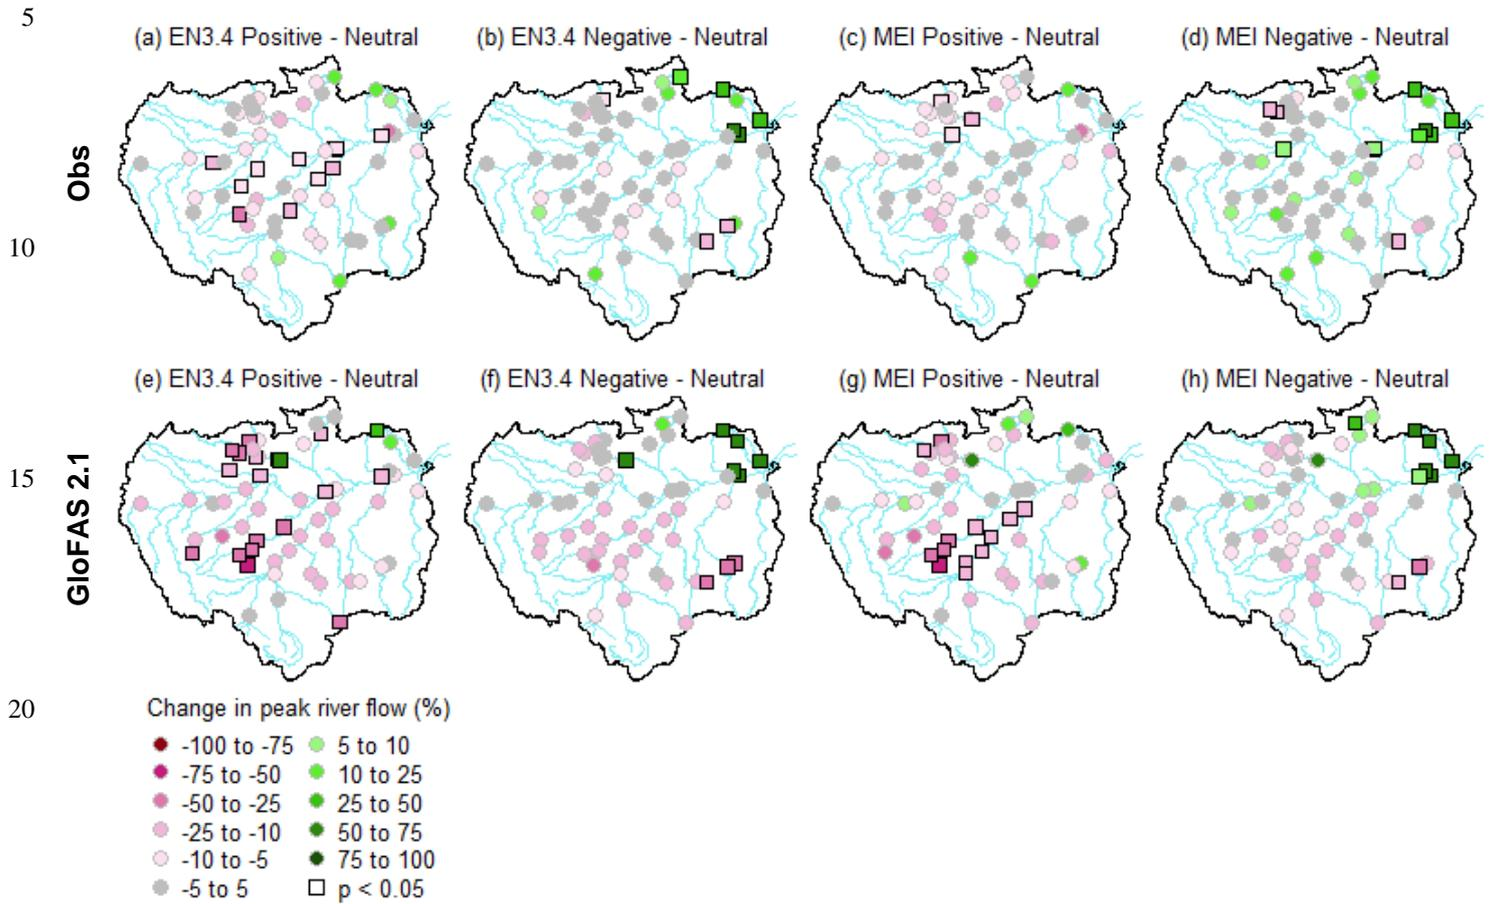 5
(a) EN3.4 Positive - Neutral
(b) EN3.4 Negative - Neutral
(c) MEI Positive - Neutral
(d) MEI Negative - Neutral
Obs
10
(e) EN3.4 Positive - Neutral
(f) EN3.4 Negative - Neutral
(g) MEI Positive - Neutral
(h) MEI Negative - Neutral
15
GloFAS 2.1
20
Change in peak river flow (%)
-100 to -75
-75 to -50
-50 to -25
-25 to -10
-10 to -5
-5 to 5
5 to 10
10 to 25
25 to 50
50 to 75
75 to 100
p < 0.05